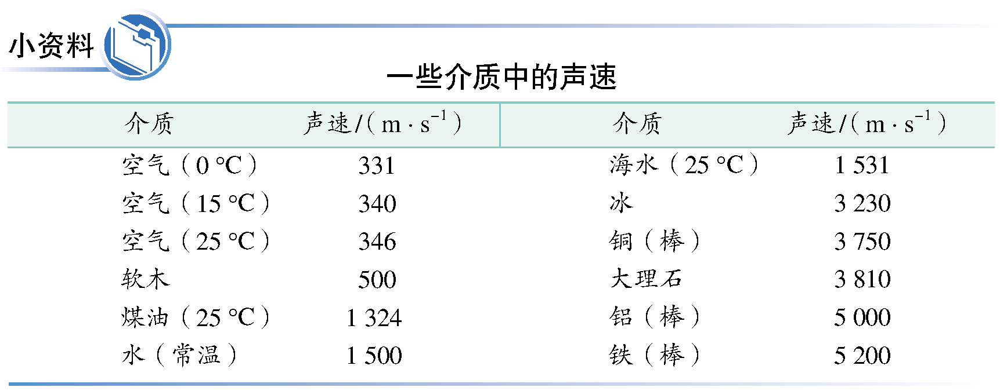 小资料
一些介质中的声速
介质 声速/(m·s⁻¹) 介质 声速/(m·s⁻¹)
空气(0 ℃) 331 海水(25 ℃) 1 531
空气(15 ℃) 340 冰 3 230
空气(25 ℃) 346 铜(棒) 3 750
软木 500 大理石 3 810
煤油(25 ℃) 1 324 铝(棒) 5 000
水(常温) 1 500 铁(棒) 5 200